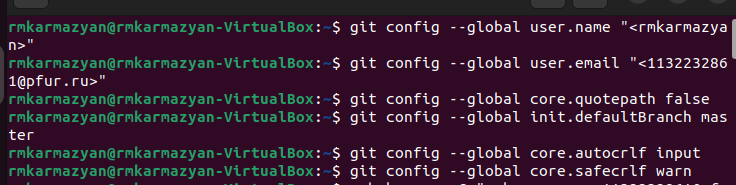 rmkarmazyan@rmkarmazyan-VirtualBox:~$ git config --global user.name "<rmkarmazya
n>"
rmkarmazyan@rmkarmazyan-VirtualBox:~$ git config --global user.email "<113223286
1@pfur.ru>"
rmkarmazyan@rmkarmazyan-VirtualBox:~$ git config --global core.quotepath false
rmkarmazyan@rmkarmazyan-VirtualBox:~$ git config --global init.defaultBranch mas
ter
rmkarmazyan@rmkarmazyan-VirtualBox:~$ git config --global core.autocrlf input
rmkarmazyan@rmkarmazyan-VirtualBox:~$ git config --global core.safecrlf warn